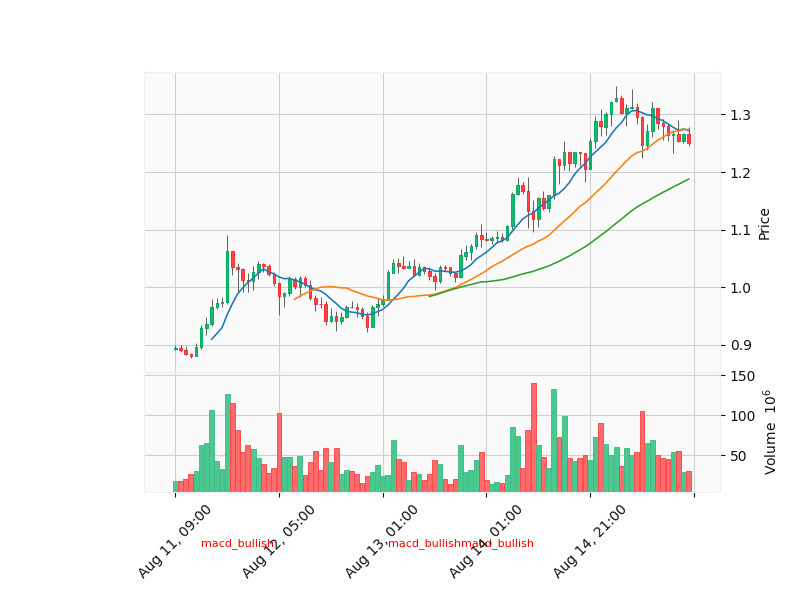 1.3
1.2
1.1
1.0
0.9
Price
150
100
50
Volume 10^6
Aug 11, 09:00
Aug 12, 05:00
Aug 13, 01:00
Aug 14, 01:00
Aug 14, 21:00
macd_bullish
macd_bullish
macd_bullish